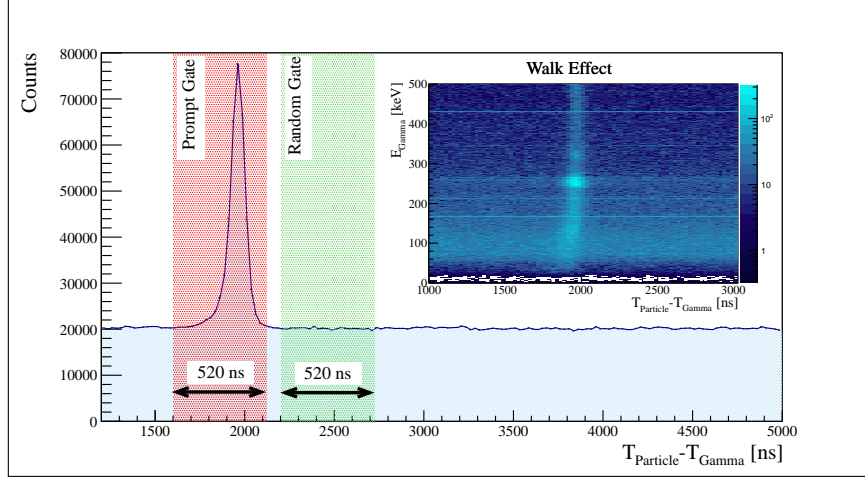 Counts
80000
70000
60000
50000
40000
30000
20000
10000
0
Prompt Gate
Random Gate
520 ns
520 ns
1500 2000 2500 3000 3500 4000 4500 5000
T_Particle-T_Gamma [ns]
Walk Effect
E_Gamma [keV]
500
400
300
200
100
0
1000 1500 2000 2500 3000
T_Particle-T_Gamma [ns]
10²
10
1